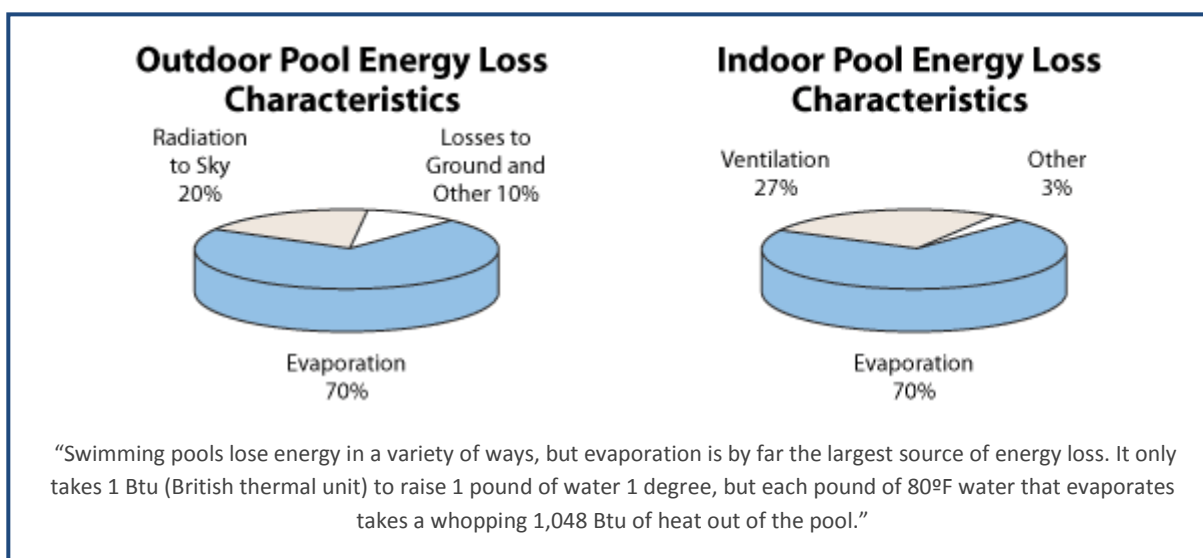 Outdoor Pool Energy Loss
Characteristics
Radiation
to Sky
20%
Losses to
Ground and
Other 10%
Evaporation
70%
Indoor Pool Energy Loss
Characteristics
Ventilation
27%
Other
3%
Evaporation
70%
“Swimming pools lose energy in a variety of ways, but evaporation is by far the largest source of energy loss. It only
takes 1 Btu (British thermal unit) to raise 1 pound of water 1 degree, but each pound of 80ºF water that evaporates
takes a whopping 1,048 Btu of heat out of the pool.”